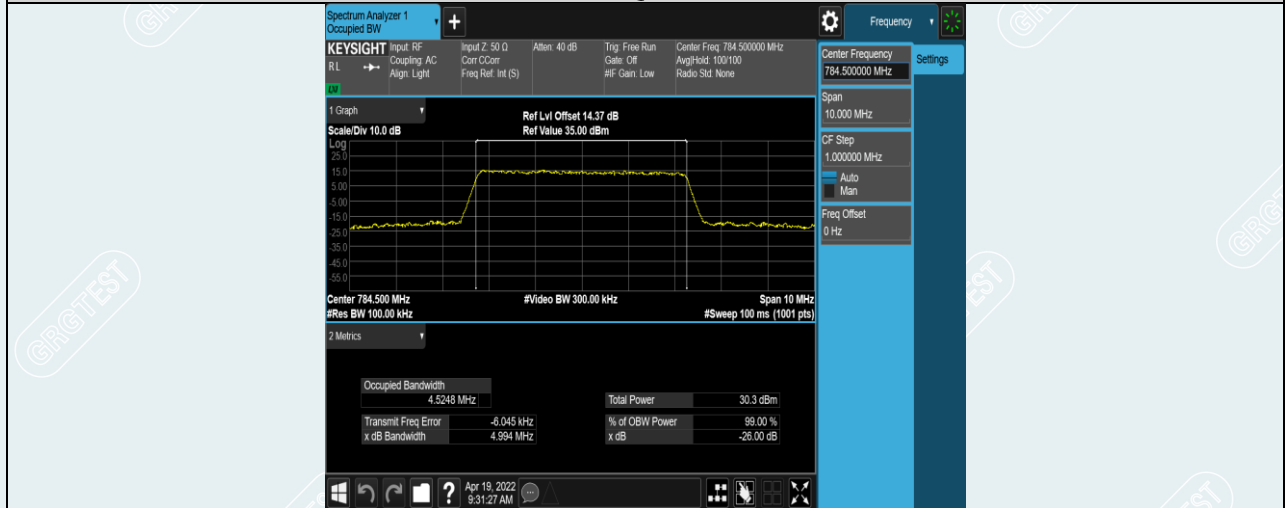 Spectrum Analyzer 1
Occupied BW
+
Frequency
KEYSIGHT
R L
LXI
Input: RF
Coupling: AC
Align: Light
Input Z: 50 Ω
Corr CCorr
Freq Ref: Int (S)
Atten: 40 dB
Trig: Free Run
Gate: Off
#IF Gain: Low
Center Freq: 784.500000 MHz
Avg|Hold: 100/100
Radio Std: None
Center Frequency
784.500000 MHz
Settings
Span
10.000 MHz
CF Step
1.000000 MHz
Auto
Man
Freq Offset
0 Hz
1 Graph
Scale/Div 10.0 dB
Ref Lvl Offset 14.37 dB
Ref Value 35.00 dBm
Log
25.0
15.0
5.00
-5.00
-15.0
-25.0
-35.0
-45.0
-55.0
Center 784.500 MHz
#Video BW 300.00 kHz
Span 10 MHz
#Res BW 100.00 kHz
#Sweep 100 ms (1001 pts)
2 Metrics
Occupied Bandwidth
4.5248 MHz
Total Power 30.3 dBm
Transmit Freq Error -6.045 kHz
% of OBW Power 99.00 %
x dB Bandwidth 4.994 MHz
x dB -26.00 dB
?
Apr 19, 2022
9:31:27 AM
GRGTEST
GRGTEST
GRGTEST